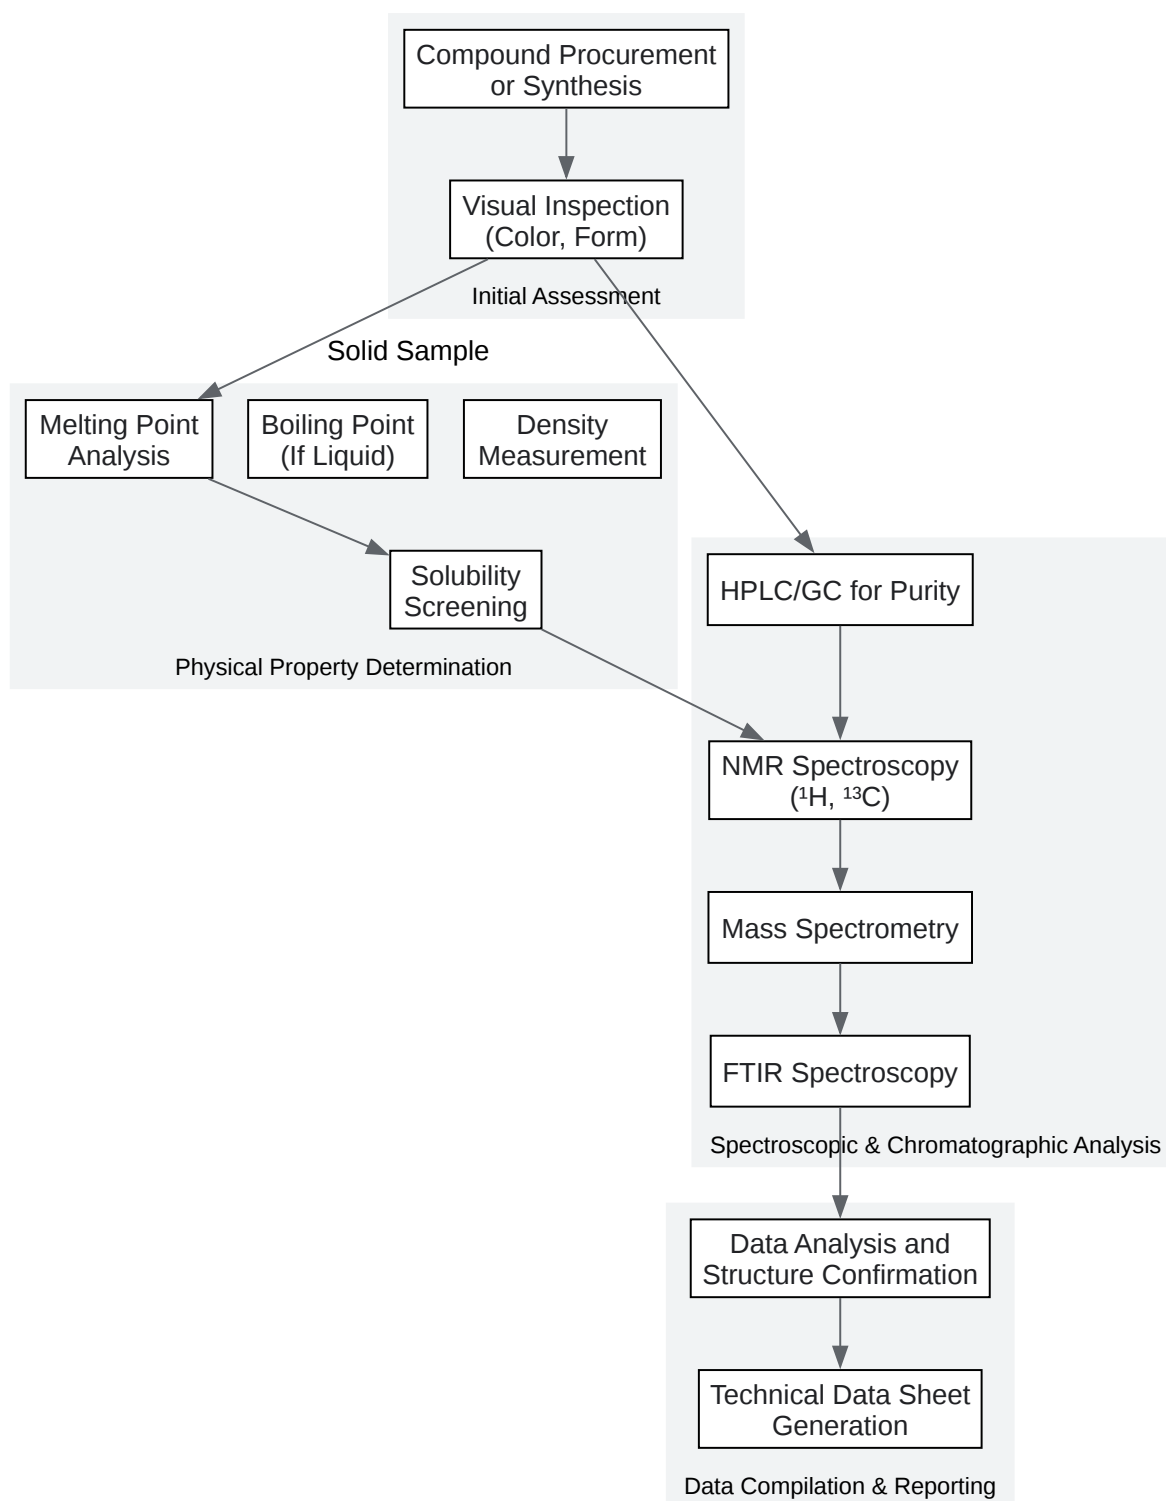 Compound Procurement
or Synthesis
Visual Inspection
(Color, Form)
Initial Assessment
Solid Sample
Melting Point
Analysis
Boiling Point
(If Liquid)
Density
Measurement
Solubility
Screening
Physical Property Determination
HPLC/GC for Purity
NMR Spectroscopy
(¹H, ¹³C)
Mass Spectrometry
FTIR Spectroscopy
Spectroscopic & Chromatographic Analysis
Data Analysis and
Structure Confirmation
Technical Data Sheet
Generation
Data Compilation & Reporting